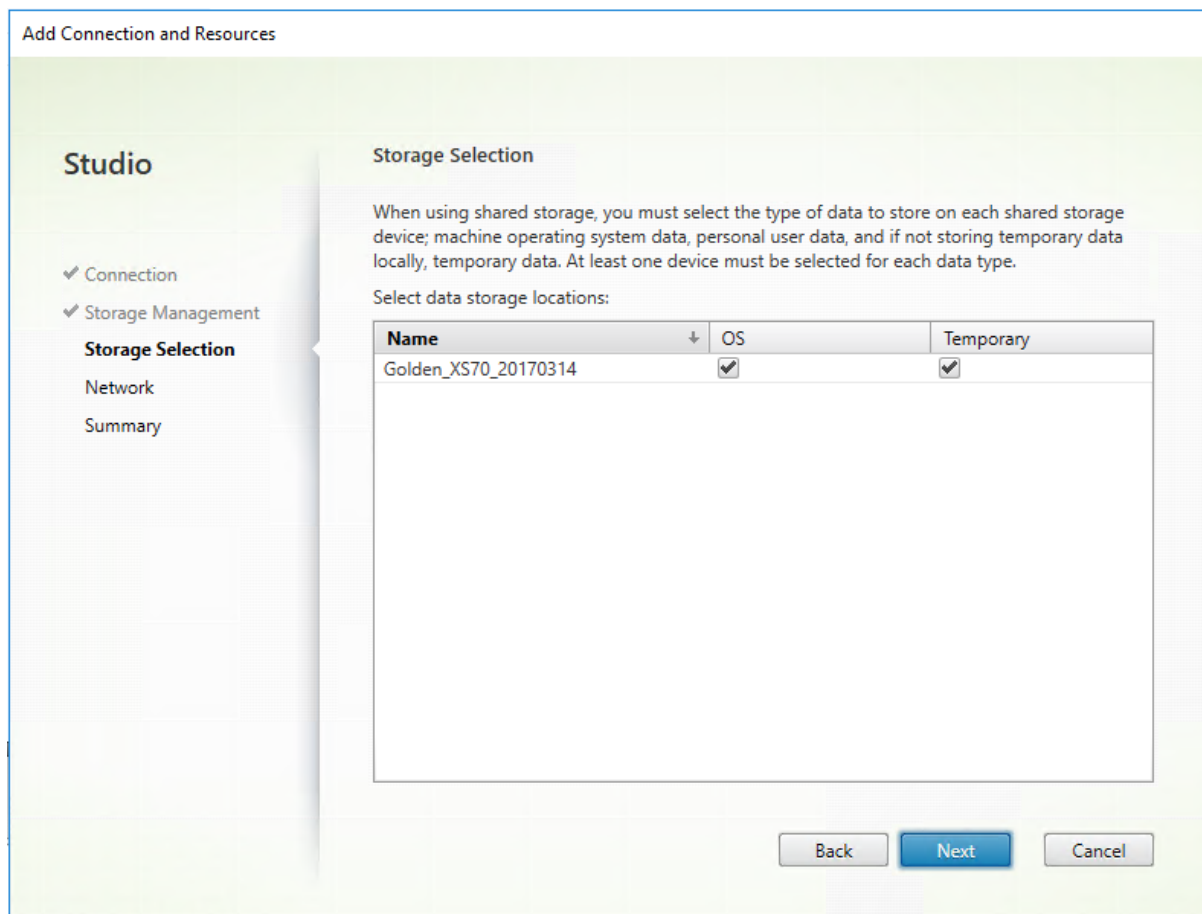 Add Connection and Resources
Studio
Connection
Storage Management
Storage Selection
Network
Summary
Storage Selection
When using shared storage, you must select the type of data to store on each shared storage
device; machine operating system data, personal user data, and if not storing temporary data
locally, temporary data. At least one device must be selected for each data type.
Select data storage locations:
Name OS Temporary
Golden_XS70_20170314
Back Next Cancel